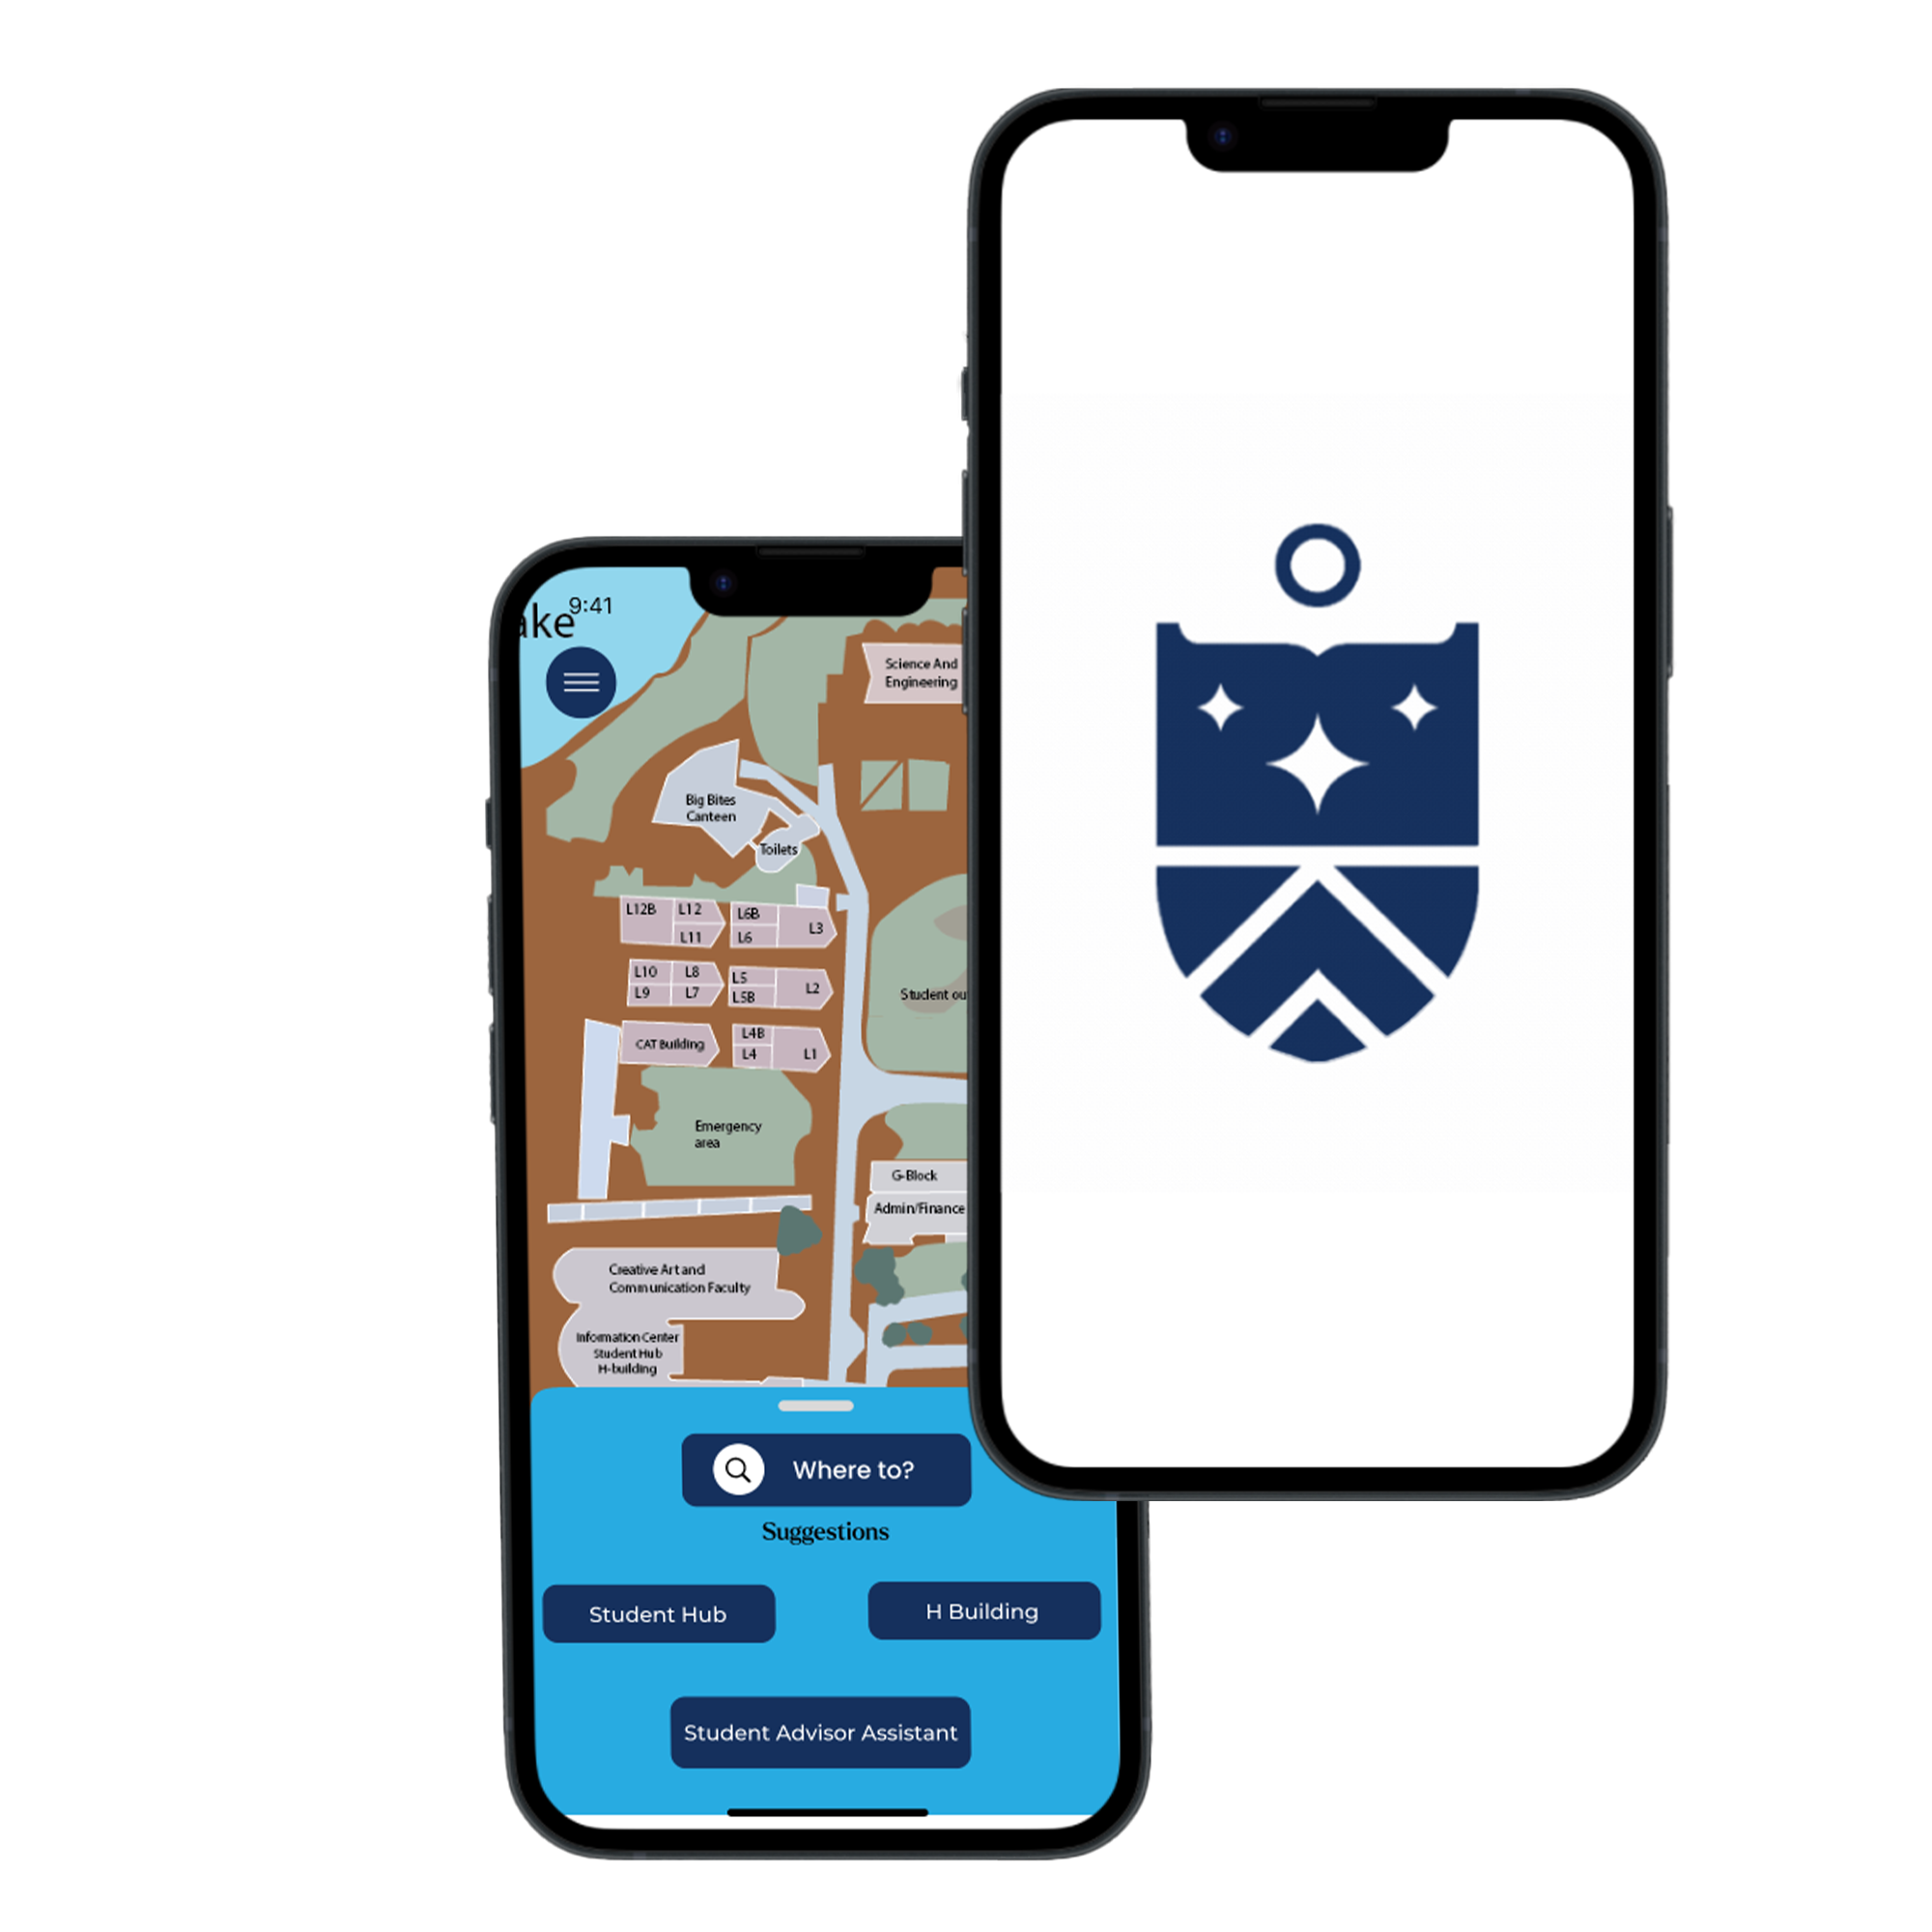 9:41
ake
Science And
Engineering
Big Bites
Canteen
Toilets
L12B
L12
L11
L6B
L6
L3
L10
L8
L9
L7
L5
L5B
L2
CAT Building
L4B
L4
L1
Student ou
Emergency
area
G-Block
Admin/Finance
Creative Art and
Communication Faculty
Information Center
Student Hub
H-building
Where to?
Suggestions
Student Hub
H Building
Student Advisor Assistant